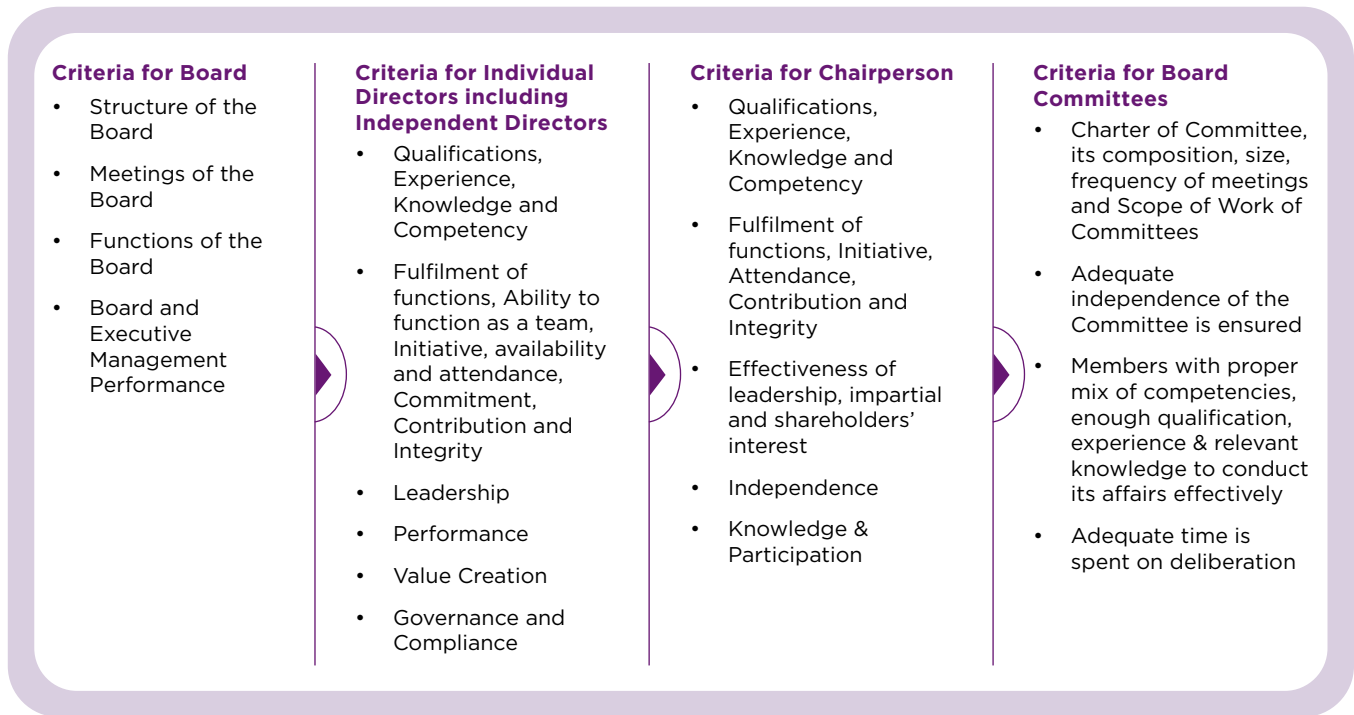 Criteria for Board
• Structure of the
Board
• Meetings of the
Board
• Functions of the
Board
• Board and
Executive
Management
Performance
Criteria for Individual
Directors including
Independent Directors
• Qualifications,
Experience,
Knowledge and
Competency
• Fulfilment of
functions, Ability to
function as a team,
Initiative, availability
and attendance,
Commitment,
Contribution and
Integrity
• Leadership
• Performance
• Value Creation
• Governance and
Compliance
Criteria for Chairperson
• Qualifications,
Experience,
Knowledge and
Competency
• Fulfilment of
functions, Initiative,
Attendance,
Contribution and
Integrity
• Effectiveness of
leadership, impartial
and shareholders’
interest
• Independence
• Knowledge &
Participation
Criteria for Board
Committees
• Charter of Committee,
its composition, size,
frequency of meetings
and Scope of Work of
Committees
• Adequate
independence of the
Committee is ensured
• Members with proper
mix of competencies,
enough qualification,
experience & relevant
knowledge to conduct
its affairs effectively
• Adequate time is
spent on deliberation